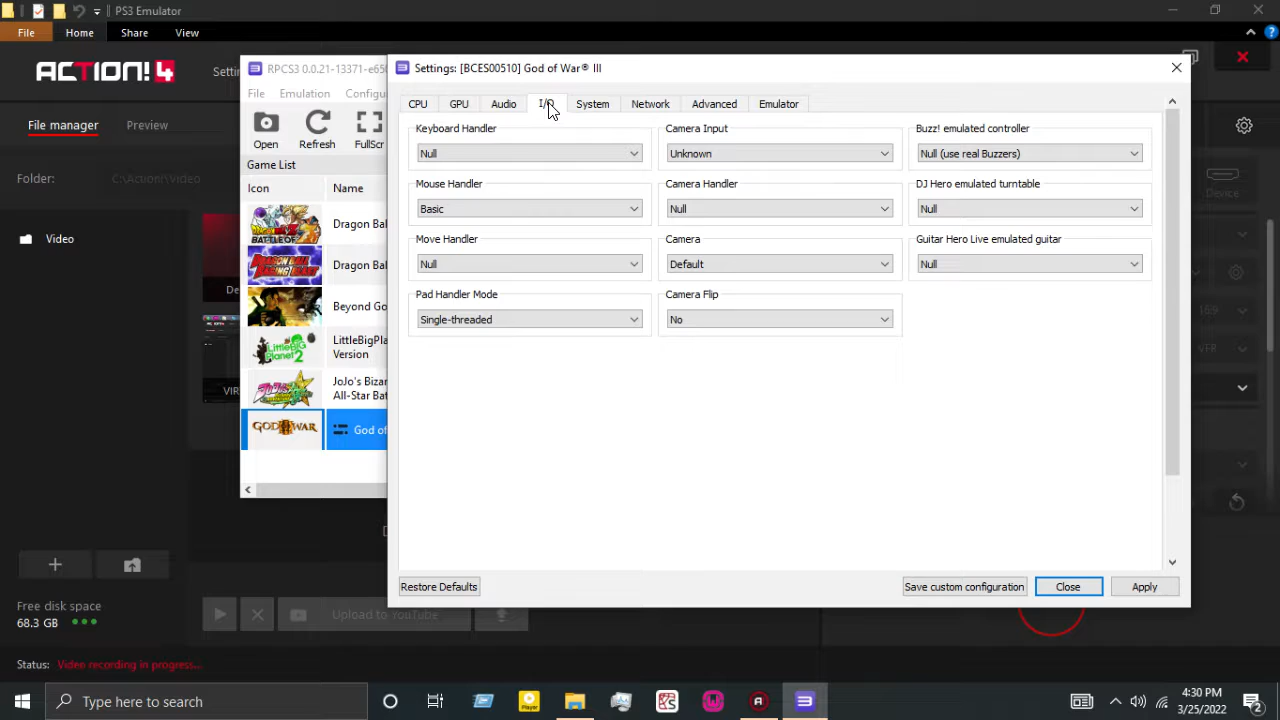 PS3 Emulator
File Home Share View
ACTION! 4
File manager Preview
Folder: C:\Action!\Video
Video
Free disk space
68.3 GB
Upload to YouTube
Status: Video recording in progress...
Device
RPCS3 0.0.21-13371-e65
File Emulation
Open Refresh FullScr
Game List
Icon Name
Dragon Bal
Dragon Bal
Beyond Go
LittleBigPla
Version
JoJo's Bizar
All-Star Bat
God of
Settings: [BCES00510] God of War® III
CPU GPU Audio I/O System Network Advanced Emulator
Keyboard Handler Camera Input Buzz! emulated controller
Null Unknown Null (use real Buzzers)
Mouse Handler Camera Handler DJ Hero emulated turntable
Basic Null Null
Move Handler Camera Guitar Hero Live emulated guitar
Null Default Null
Pad Handler Mode Camera Flip
Single-threaded No
Restore Defaults Save custom configuration Close Apply
Type here to search
4:30 PM
3/25/2022
2